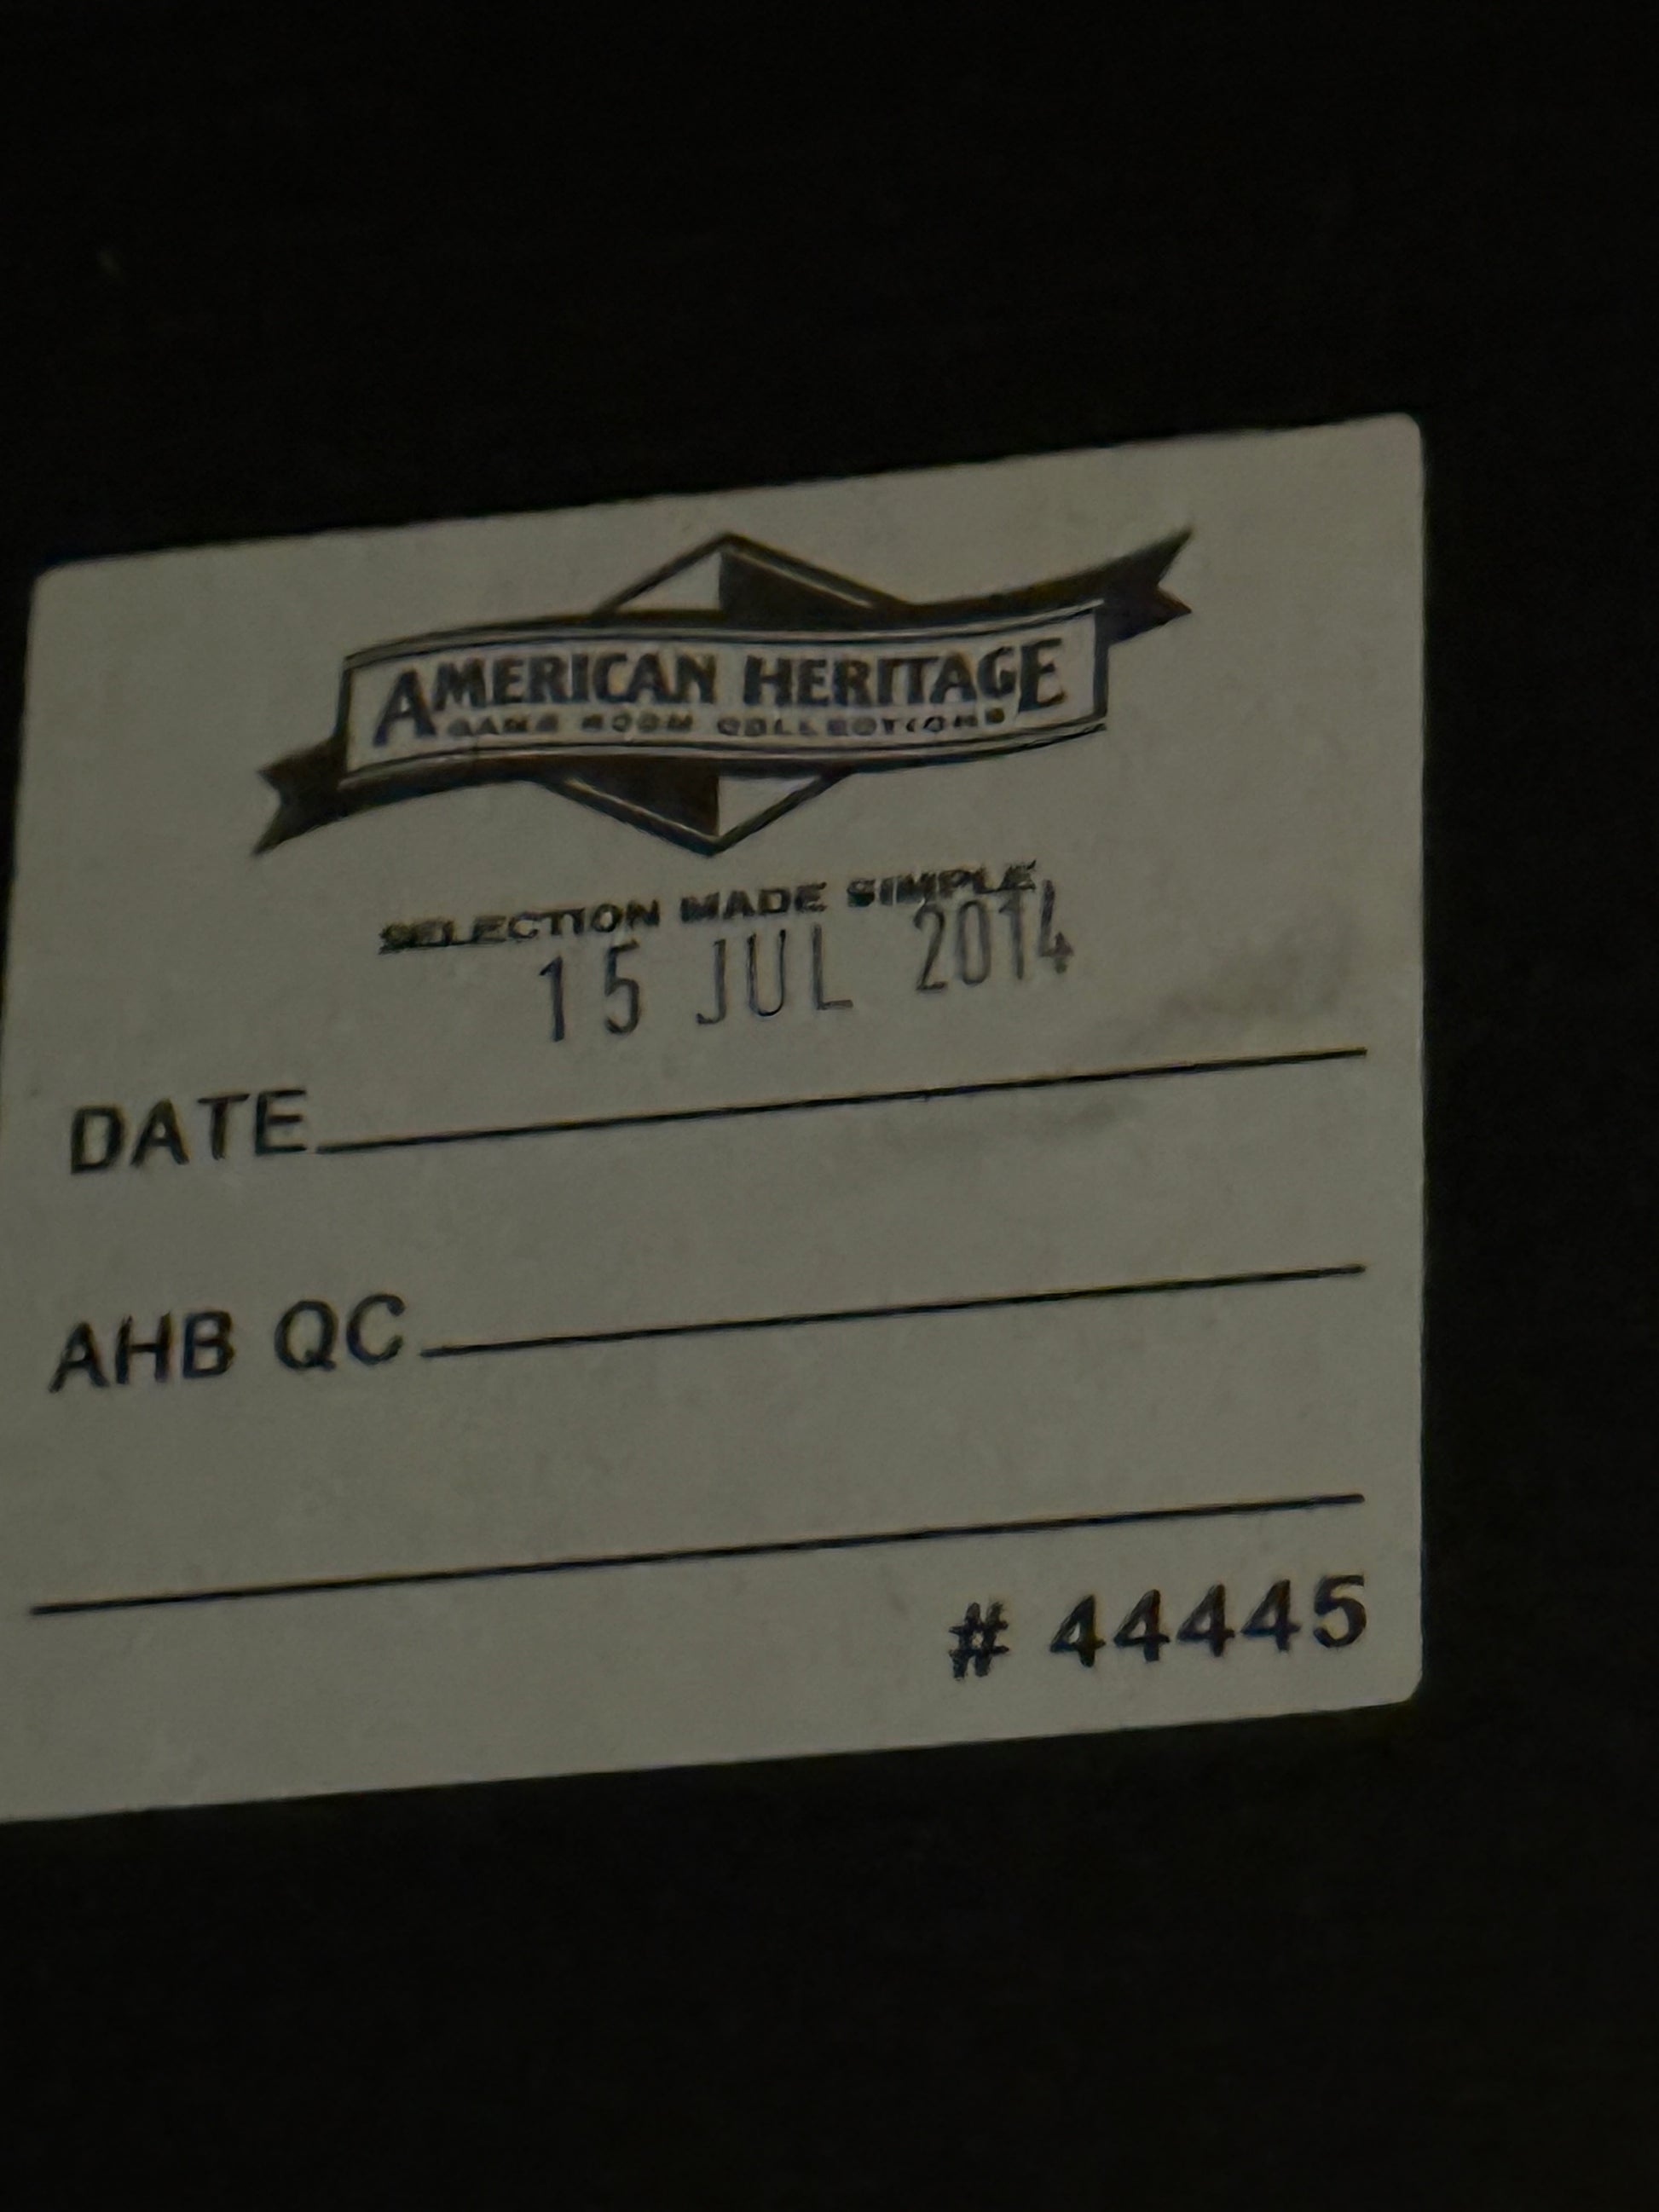 AMERICAN HERITAGE
GAME ROOM COLLECTIONS
SELECTION MADE SIMPLE
15 JUL 2014
DATE
AHB QC
# 44445